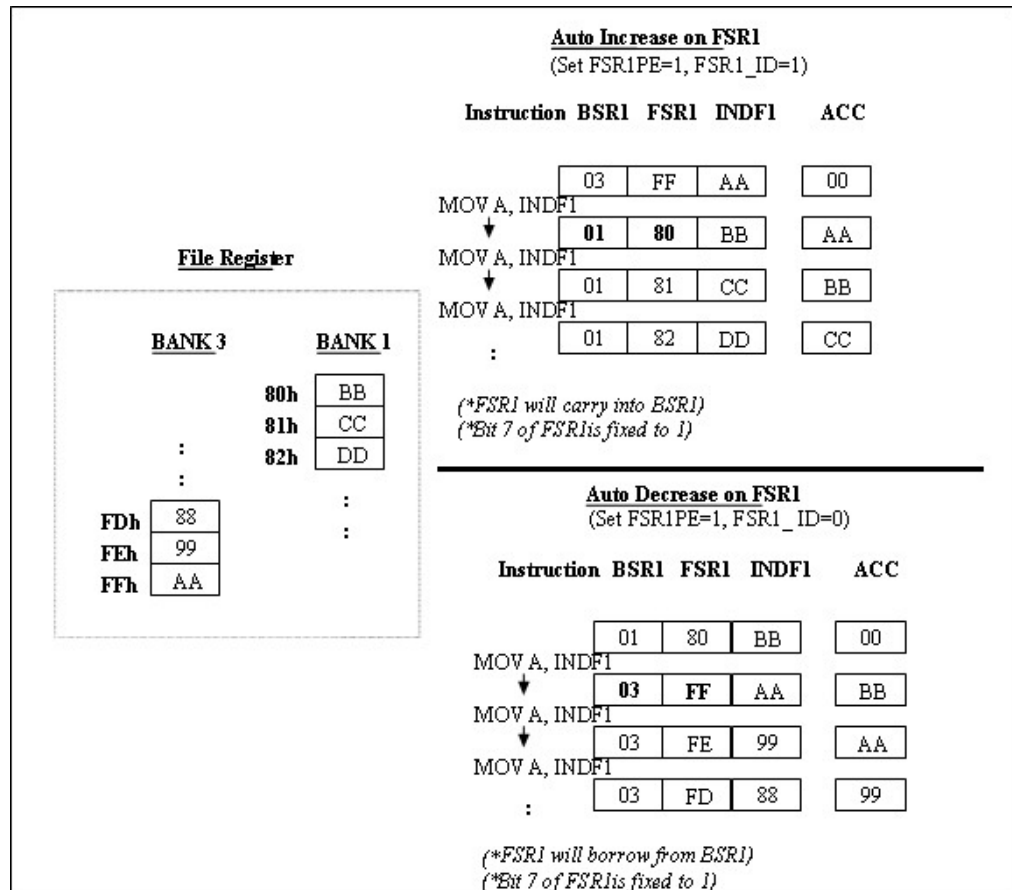 Auto Increase on FSR1
(Set FSR1PE=1, FSR1_ID=1)
Instruction BSR1 FSR1 INDF1 ACC
03 FF AA 00
MOV A, INDF1
01 80 BB AA
MOV A, INDF1
01 81 CC BB
MOV A, INDF1
01 82 DD CC
:
(*FSR1 will carry into BSR1)
(*Bit 7 of FSR1is fixed to 1)
File Register
BANK 3 BANK 1
80h BB
81h CC
82h DD
:
:
:
:
FDh 88
FEh 99
FFh AA
Auto Decrease on FSR1
(Set FSR1PE=1, FSR1_ ID=0)
Instruction BSR1 FSR1 INDF1 ACC
01 80 BB 00
MOV A, INDF1
03 FF AA BB
MOV A, INDF1
03 FE 99 AA
MOV A, INDF1
03 FD 88 99
:
(*FSR1 will borrow from BSR1)
(*Bit 7 of FSR1is fixed to 1)